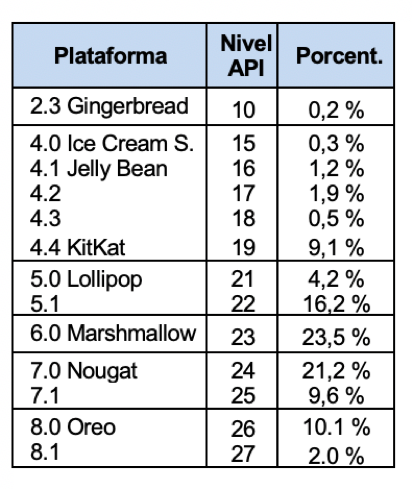 Plataforma Nivel API Porcent.
2.3 Gingerbread 10 0,2 %
4.0 Ice Cream S. 15 0,3 %
4.1 Jelly Bean 16 1,2 %
4.2 17 1,9 %
4.3 18 0,5 %
4.4 KitKat 19 9,1 %
5.0 Lollipop 21 4,2 %
5.1 22 16,2 %
6.0 Marshmallow 23 23,5 %
7.0 Nougat 24 21,2 %
7.1 25 9,6 %
8.0 Oreo 26 10.1 %
8.1 27 2.0 %